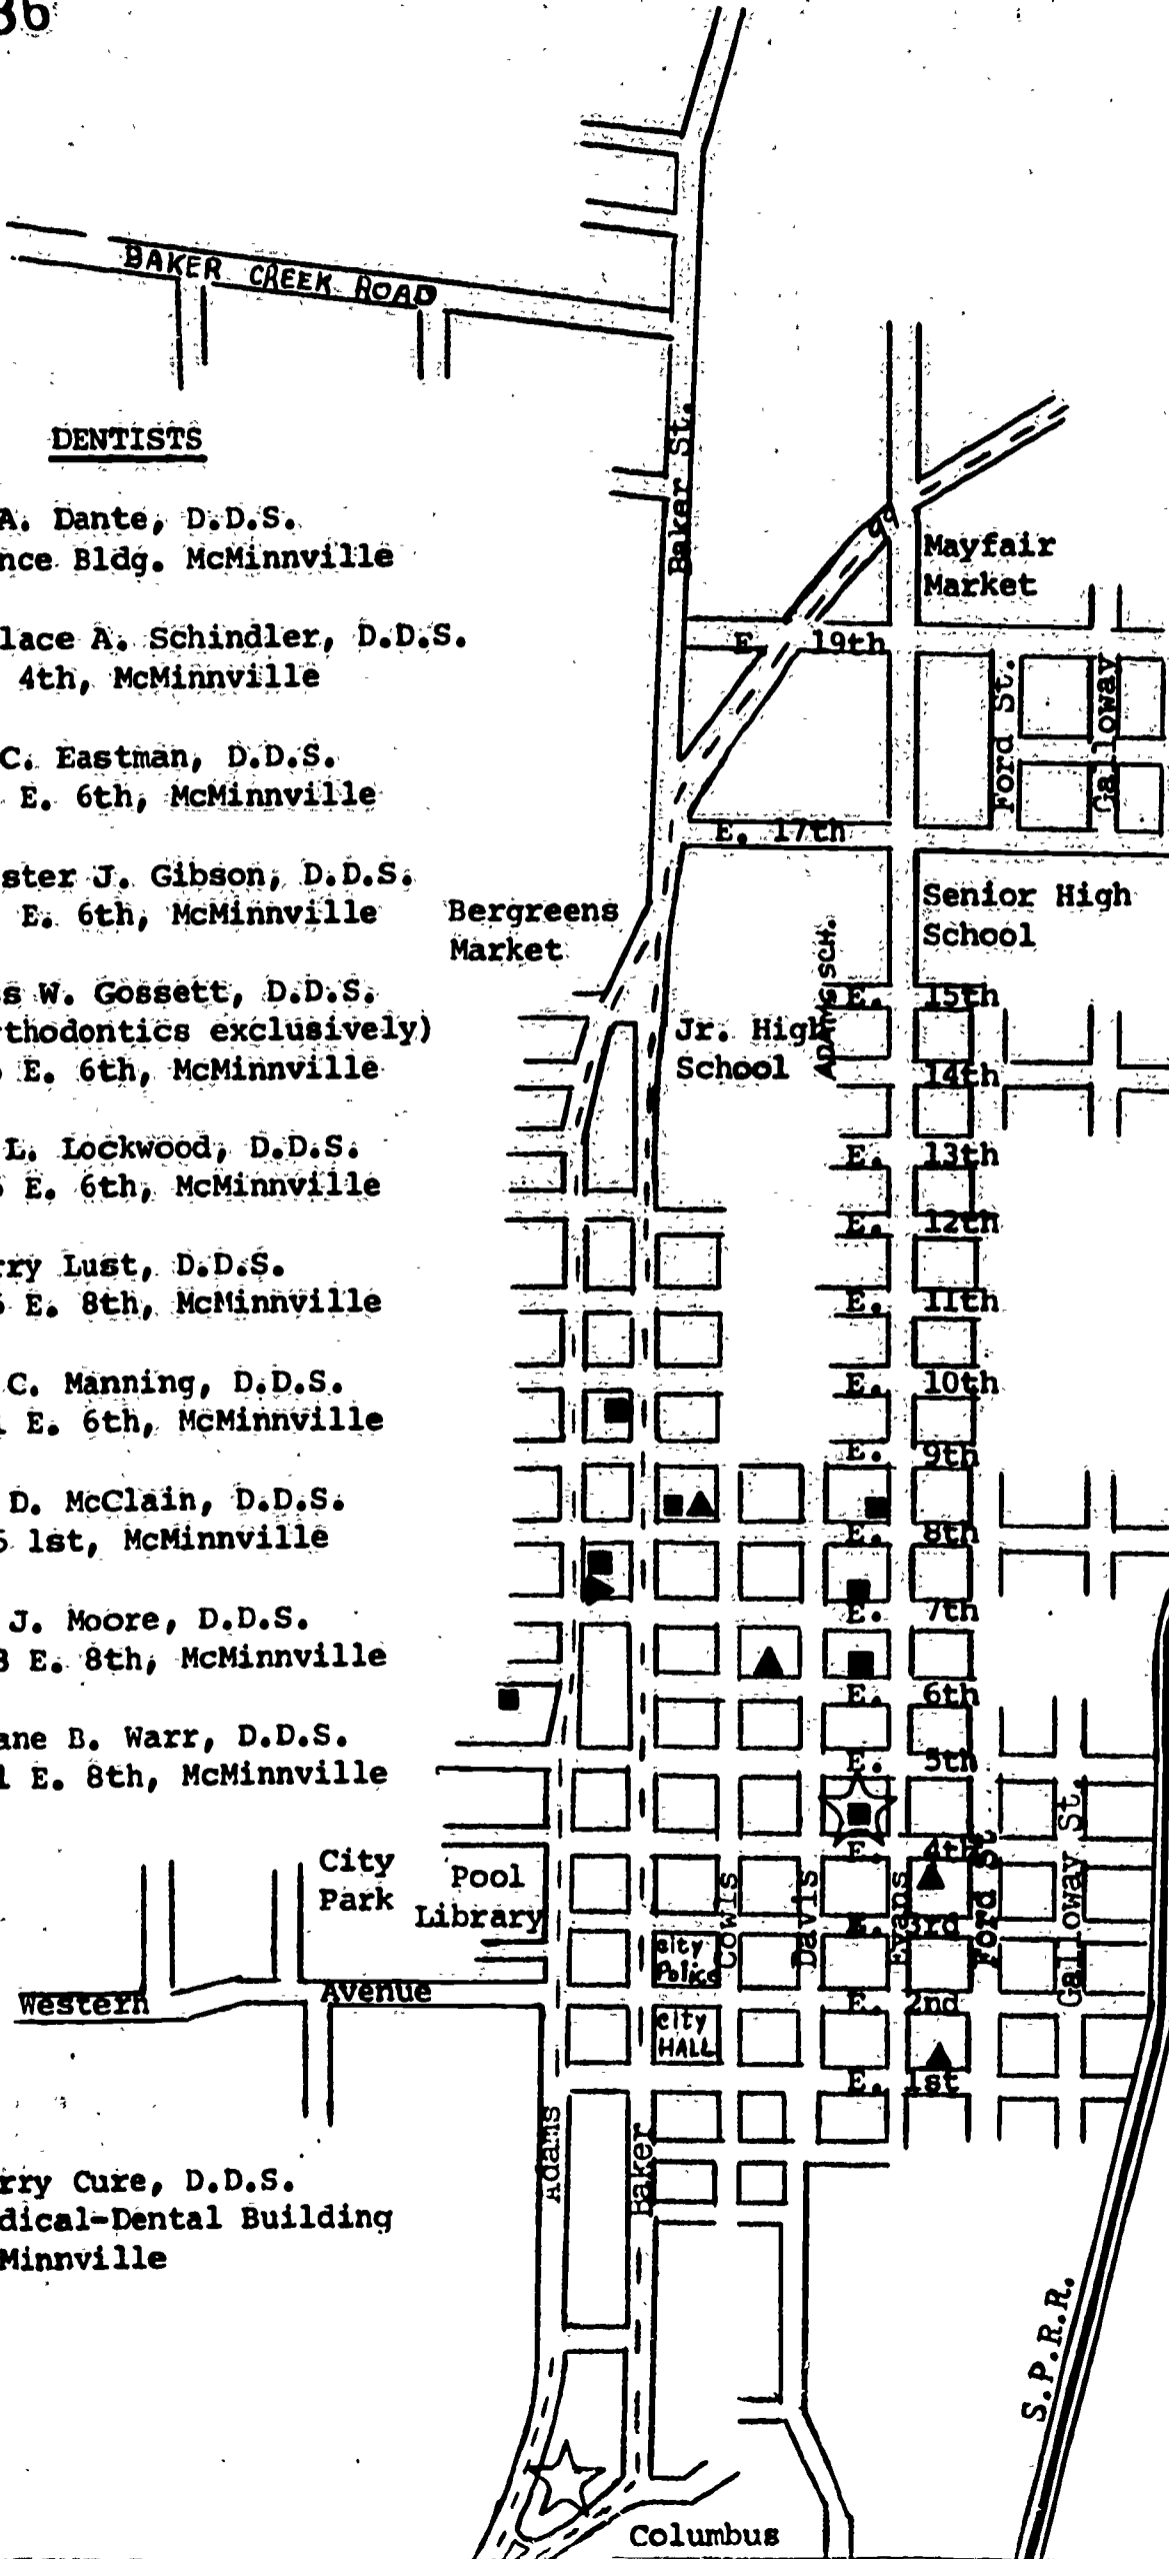 36
BAKER CREEK ROAD
DENTISTS
A. Dante, D.D.S.
nce Bldg. McMinnville
lace A. Schindler, D.D.S.
4th, McMinnville
C. Eastman, D.D.S.
E. 6th, McMinnville
ster J. Gibson, D.D.S.
E. 6th, McMinnville
s W. Gossett, D.D.S.
rthodontics exclusively)
E. 6th, McMinnville
L. Lockwood, D.D.S.
E. 6th, McMinnville
rry Lust, D.D.S.
E. 8th, McMinnville
C. Manning, D.D.S.
E. 6th, McMinnville
D. McClain, D.D.S.
5 1st, McMinnville
J. Moore, D.D.S.
3 E. 8th, McMinnville
ane B. Warr, D.D.S.
1 E. 8th, McMinnville
rry Cure, D.D.S.
dical-Dental Building
Minnville
Baker St.
99
Mayfair
Market
E. 19th
Ford St.
Galloway
E. 17th
Bergreens
Market
Senior High
School
Jr. High
School
ADAMS SCH.
E. 15th
14th
E. 13th
E. 12th
E. 11th
E. 10th
E. 9th
E. 8th
E. 7th
E. 6th
E. 5th
E. 4th
E. 3rd
E. 2nd
E. 1st
City
Park
Pool
Library
Western Avenue
city
Police
city
HALL
Cowls
Davis
Evans
Ford St.
Galloway St.
Adams
Baker
S.P.R.R.
Columbus